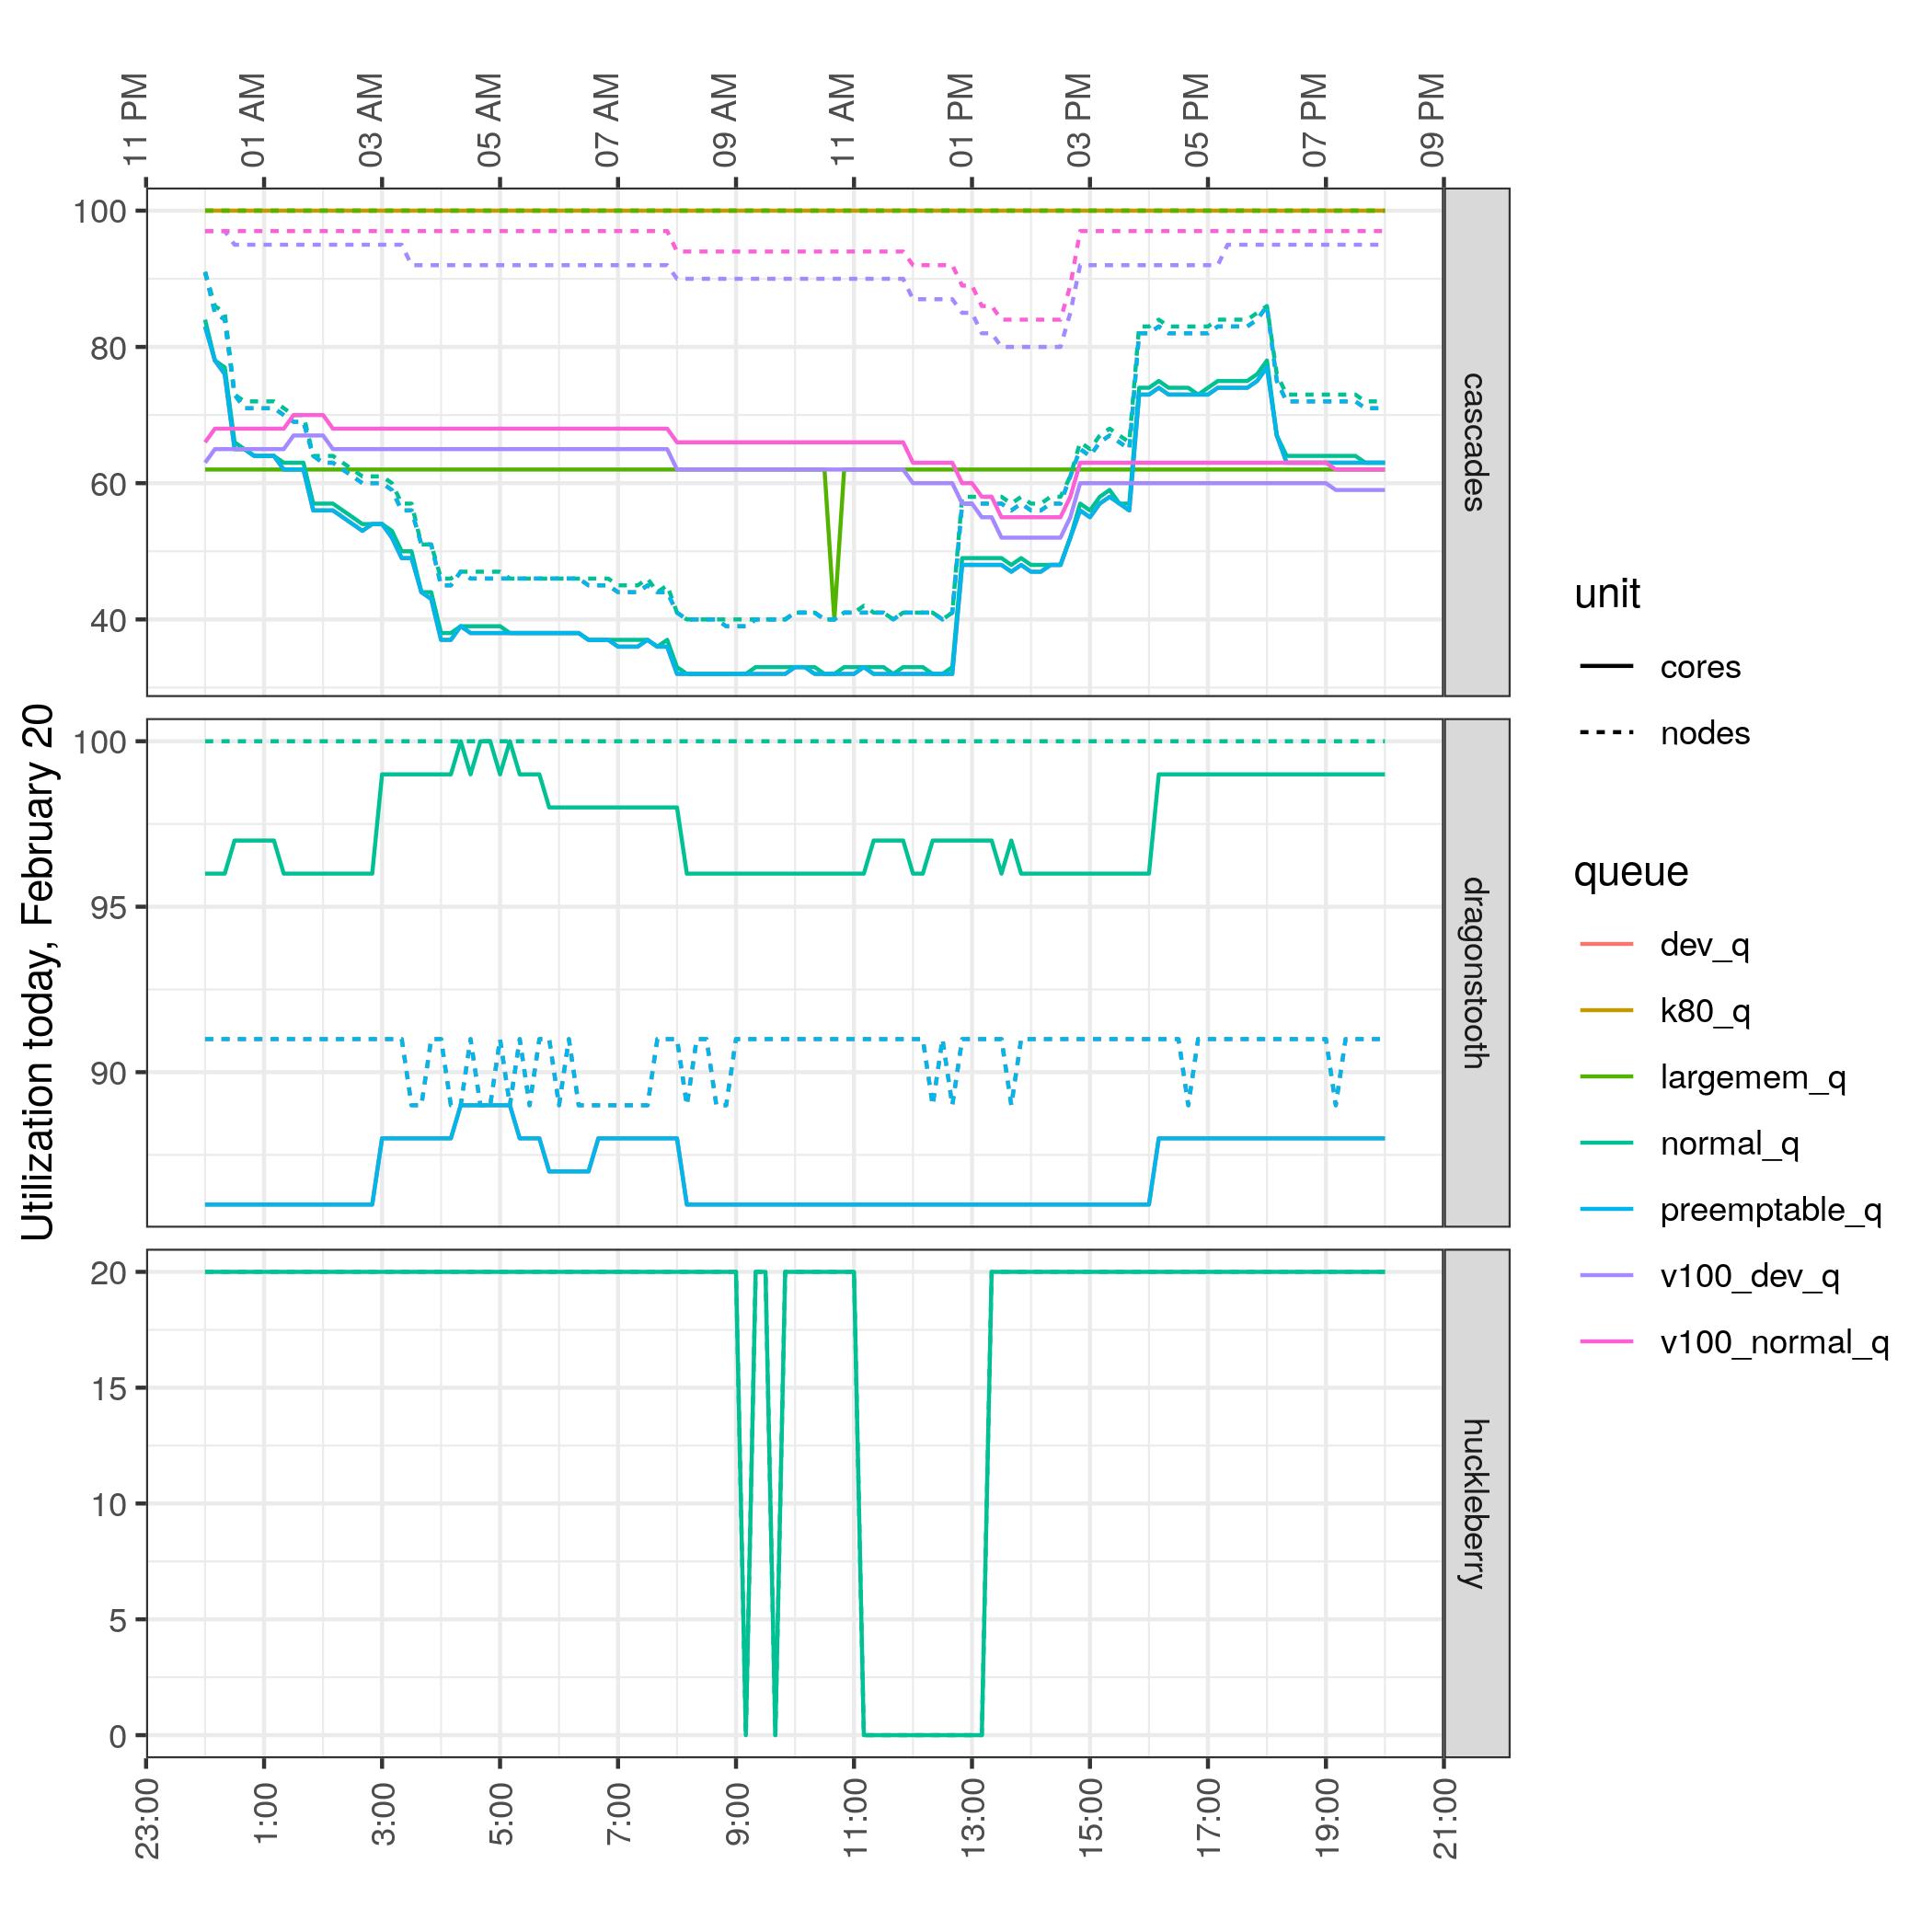 11 PM
01 AM
03 AM
05 AM
07 AM
09 AM
11 AM
01 PM
03 PM
05 PM
07 PM
09 PM
Utilization today, February 20
100
80
60
40
cascades
100
95
90
dragonstooth
20
15
10
5
0
huckleberry
23:00
1:00
3:00
5:00
7:00
9:00
11:00
13:00
15:00
17:00
19:00
21:00
unit
cores
nodes
queue
dev_q
k80_q
largemem_q
normal_q
preemptable_q
v100_dev_q
v100_normal_q